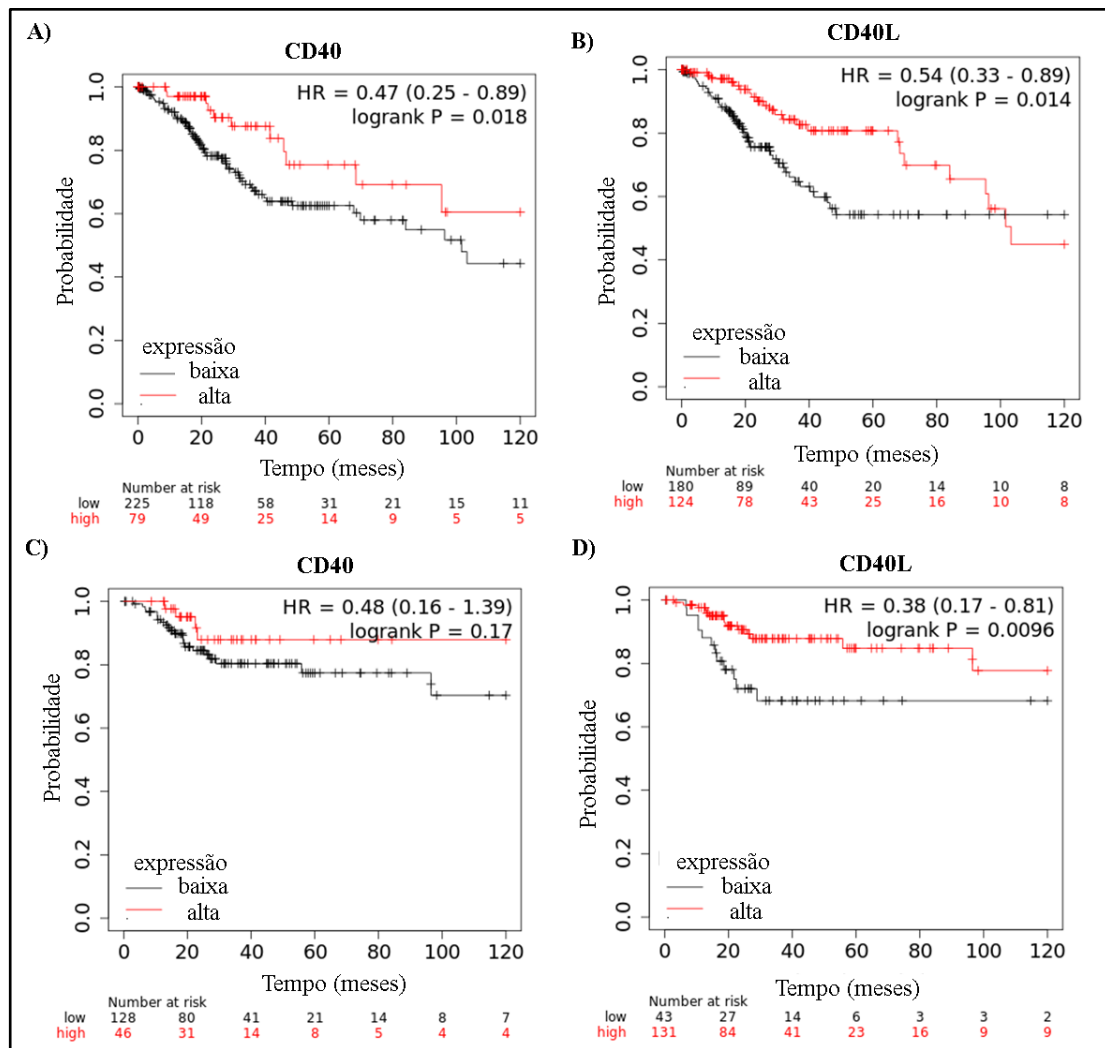 A)
CD40
HR = 0.47 (0.25 - 0.89)
logrank P = 0.018
Probabilidade
1.0
0.8
0.6
0.4
0.2
0.0
expressão
baixa
alta
0 20 40 60 80 100 120
Tempo (meses)
Number at risk
low 225 118 58 31 21 15 11
high 79 49 25 14 9 5 5
B)
CD40L
HR = 0.54 (0.33 - 0.89)
logrank P = 0.014
Probabilidade
1.0
0.8
0.6
0.4
0.2
0.0
expressão
baixa
alta
0 20 40 60 80 100 120
Tempo (meses)
Number at risk
low 180 89 40 20 14 10 8
high 124 78 43 25 16 10 8
C)
CD40
HR = 0.48 (0.16 - 1.39)
logrank P = 0.17
Probabilidade
1.0
0.8
0.6
0.4
0.2
0.0
expressão
baixa
alta
0 20 40 60 80 100 120
Tempo (meses)
Number at risk
low 128 80 41 21 14 8 7
high 46 31 14 8 5 4 4
D)
CD40L
HR = 0.38 (0.17 - 0.81)
logrank P = 0.0096
Probabilidade
1.0
0.8
0.6
0.4
0.2
0.0
expressão
baixa
alta
0 20 40 60 80 100 120
Tempo (meses)
Number at risk
low 43 27 14 6 3 3 2
high 131 84 41 23 16 9 9